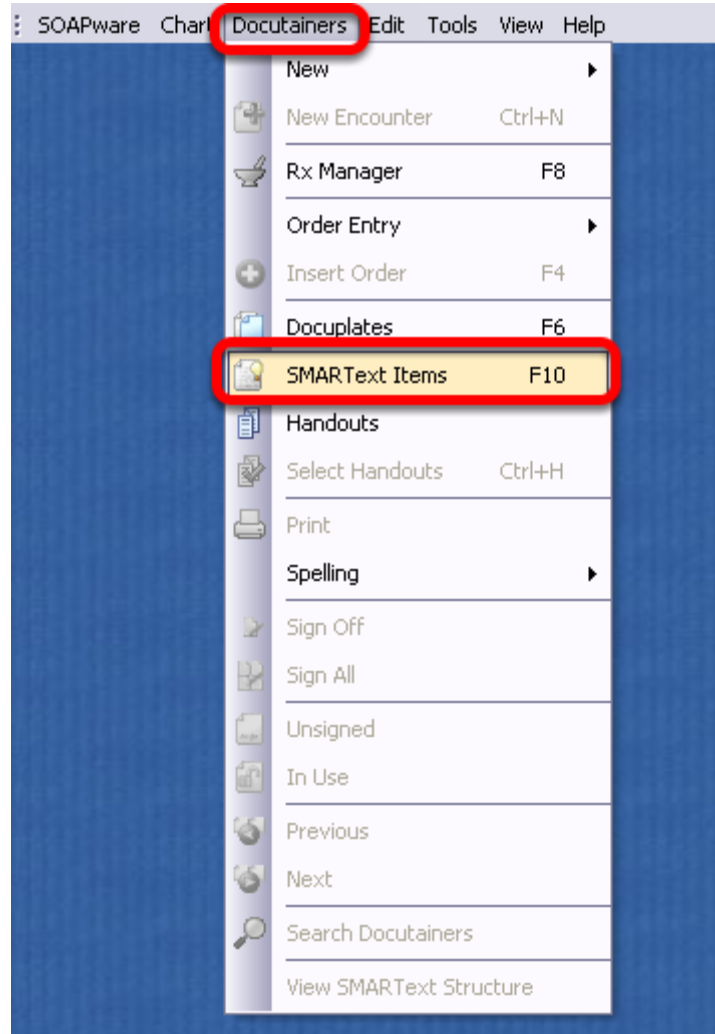 SOAPware Chart Docutainers Edit Tools View Help
New
New Encounter Ctrl+N
Rx Manager F8
Order Entry
Insert Order F4
Docuplates F6
SMARText Items F10
Handouts
Select Handouts Ctrl+H
Print
Spelling
Sign Off
Sign All
Unsigned
In Use
Previous
Next
Search Docutainers
View SMARText Structure